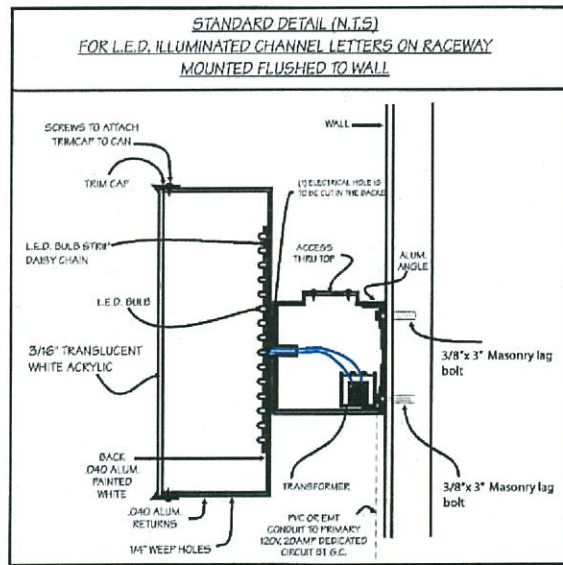 STANDARD DETAIL (N.T.S)
FOR L.E.D. ILLUMINATED CHANNEL LETTERS ON RACEWAY
MOUNTED FLUSHED TO WALL
SCREWS TO ATTACH
TRIMCAP TO CAN
TRIM CAP
WALL
(1) ELECTRICAL HOLE IS
TO BE CUT IN THE BACKS
L.E.D. BULB STRIP
DAISY CHAIN
ACCESS
THRU TOP
ALUM.
ANGLE
L.E.D. BULB
3/16" TRANSLUCENT
WHITE ACRYLIC
3/8"x 3" Masonry lag
bolt
BACK
.040 ALUM.
PAINTED
WHITE
TRANSFORMER
3/8"x 3" Masonry lag
bolt
.040 ALUM.
RETURNS
1/4" WEEP HOLES
PVC OR EMT
CONDUIT TO PRIMARY
120V, 20AMP DEDICATED
CIRCUIT BY G.C.